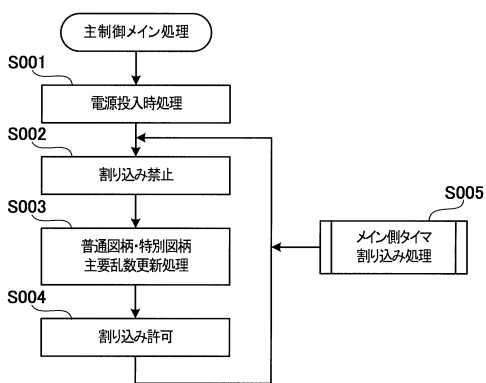 主制御メイン処理
S001
電源投入時処理
S002
割り込み禁止
S003
普通図柄・特別図柄
主要乱数更新処理
S004
割り込み許可
S005
メイン側タイマ
割り込み処理